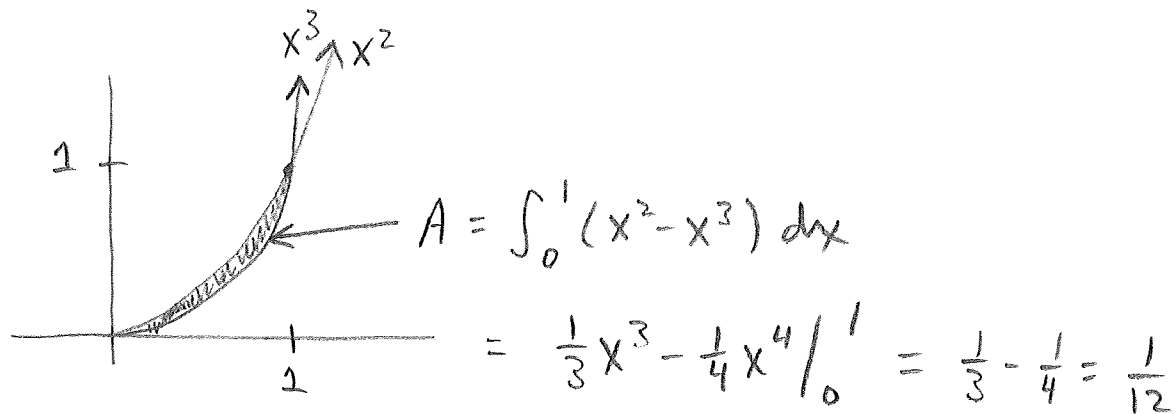 x³ x²
1
A = ∫₀¹ (x² - x³) dx
1
= 1/3 x³ - 1/4 x⁴ /₀¹ = 1/3 - 1/4 = 1/12